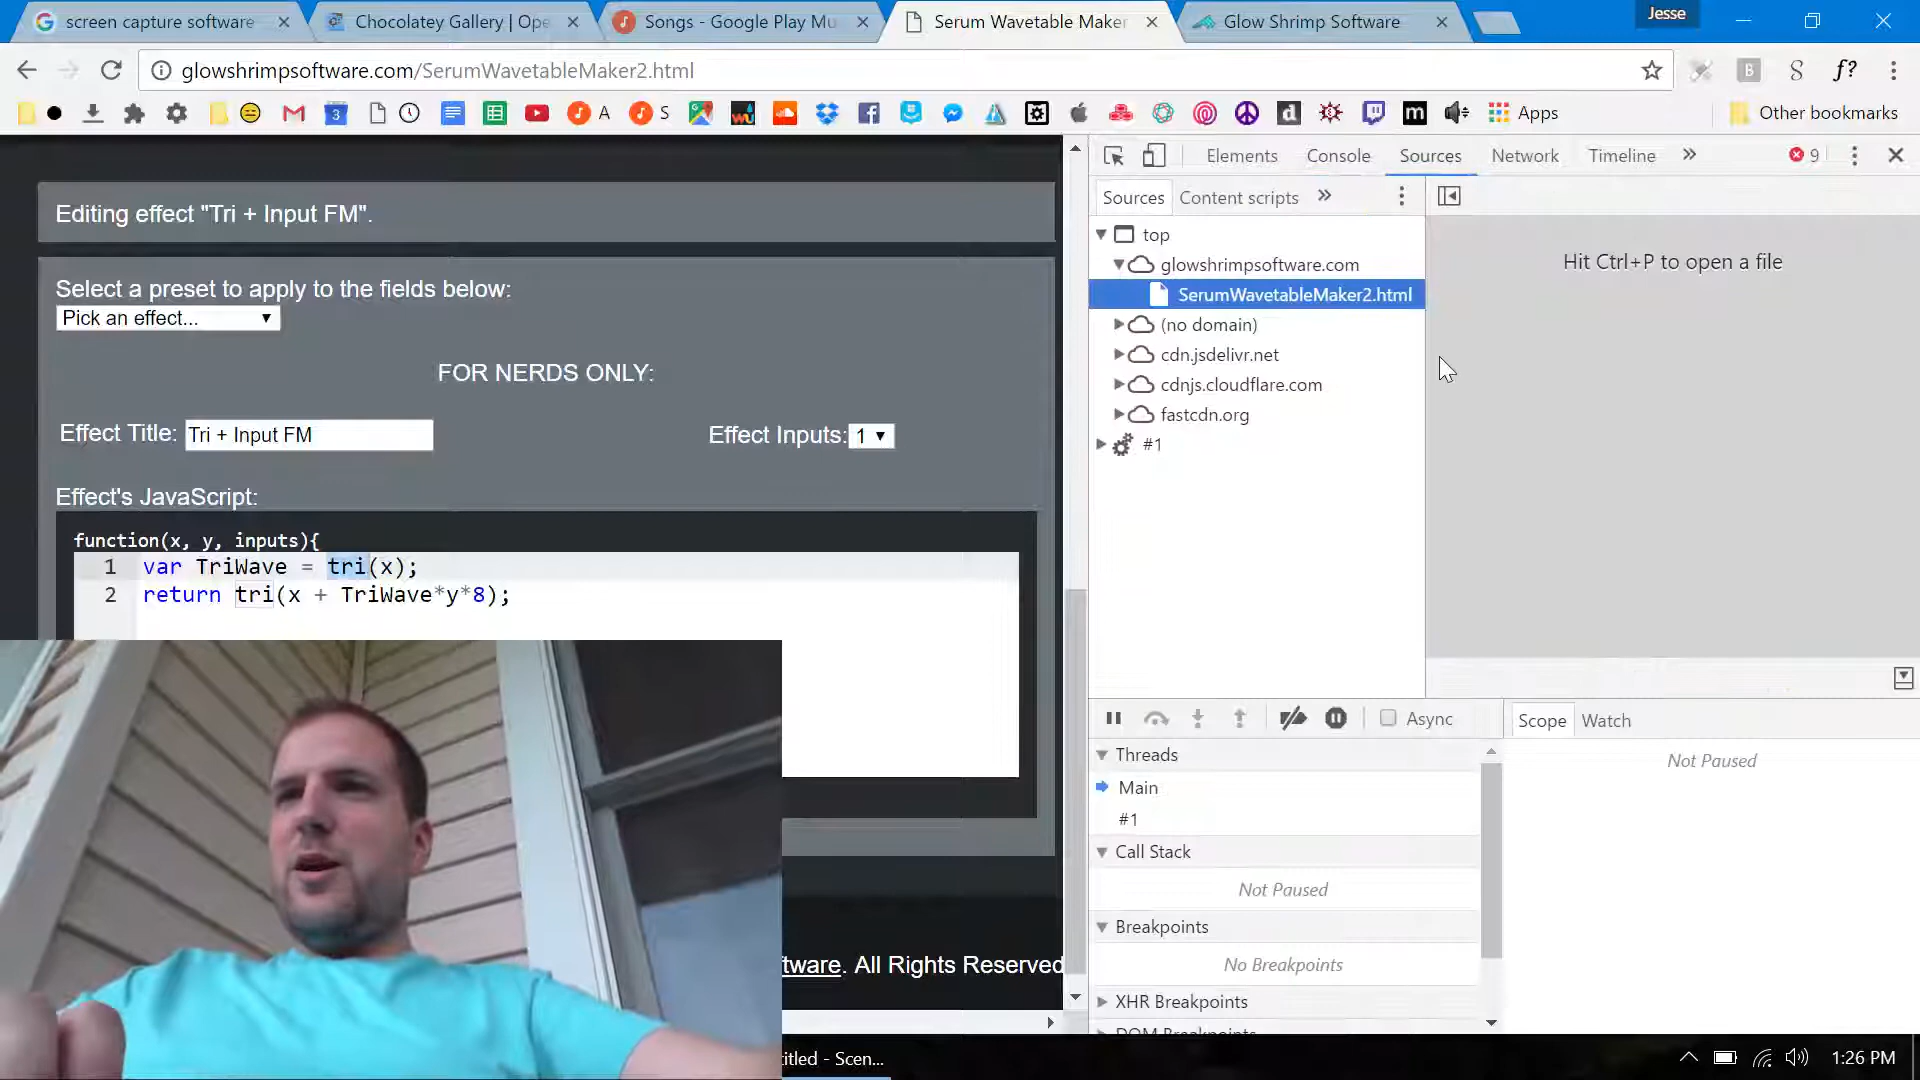 screen capture software
Chocolatey Gallery | Ope
Songs - Google Play Mu
Serum Wavetable Maker
Glow Shrimp Software
Jesse
glowshrimpsoftware.com/SerumWavetableMaker2.html
A
S
Apps
Other bookmarks
Editing effect "Tri + Input FM".
Select a preset to apply to the fields below:
Pick an effect...
FOR NERDS ONLY:
Effect Title: Tri + Input FM
Effect Inputs: 1
Effect's JavaScript:
function(x, y, inputs){
1 var TriWave = tri(x);
2 return tri(x + TriWave*y*8);
tware. All Rights Reserved
Elements Console Sources Network Timeline
9
Sources Content scripts
top
glowshrimpsoftware.com
SerumWavetableMaker2.html
(no domain)
cdn.jsdelivr.net
cdnjs.cloudflare.com
fastcdn.org
#1
Hit Ctrl+P to open a file
Async
Scope Watch
Not Paused
Threads
Main
#1
Call Stack
Not Paused
Breakpoints
No Breakpoints
XHR Breakpoints
DOM Breakpoints
titled - Scen...
1:26 PM